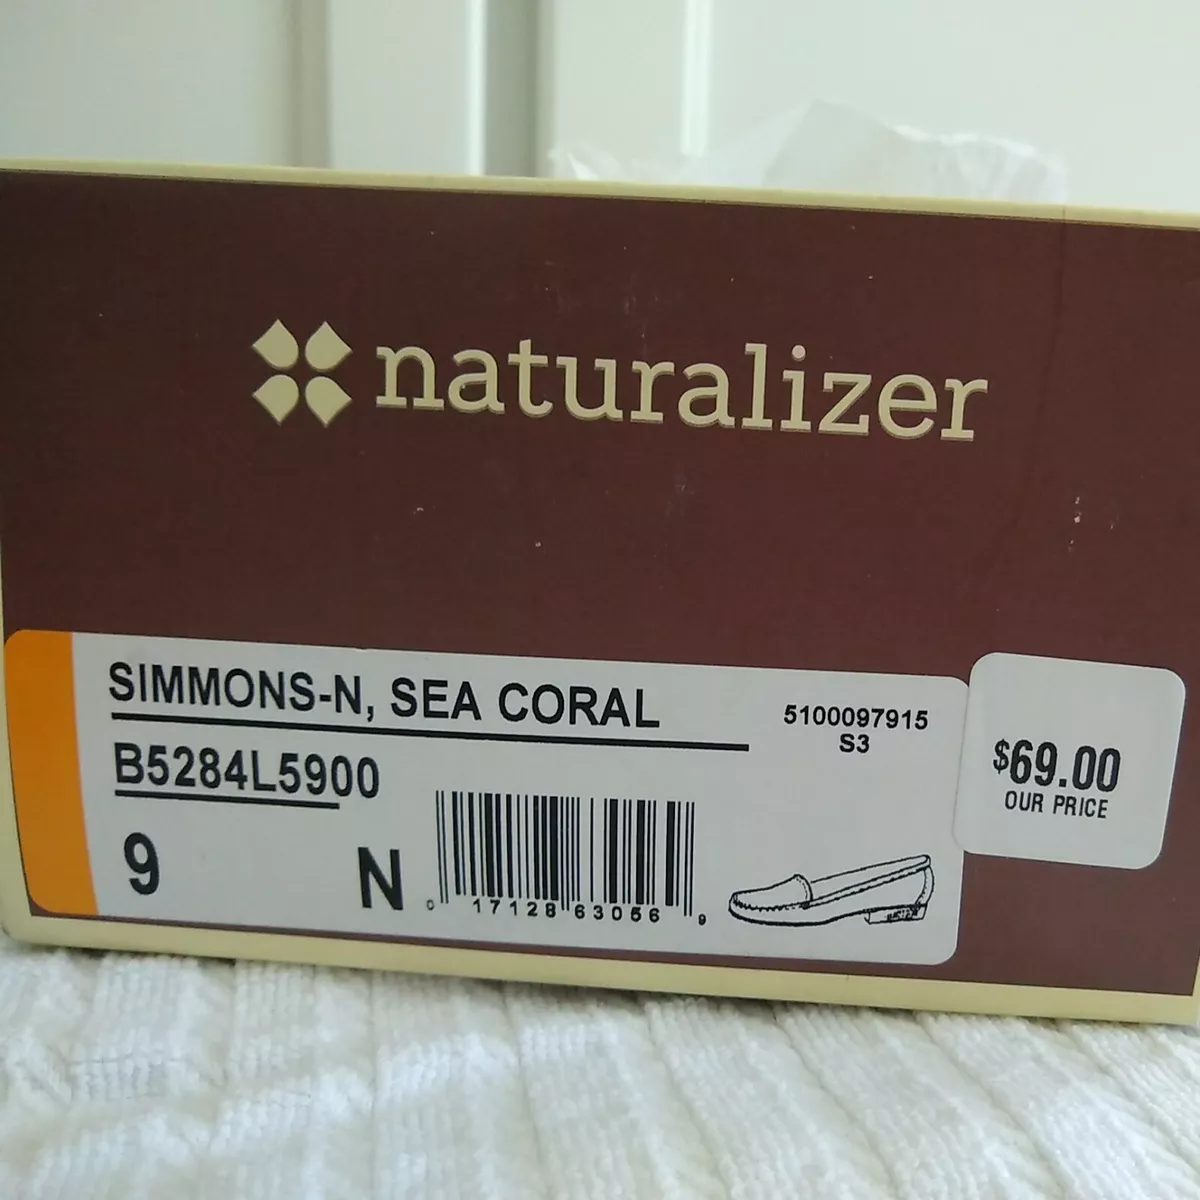 naturalizer
SIMMONS-N, SEA CORAL
5100097915
S3
B5284L5900
$69.00
OUR PRICE
9 N
0 17128 63056 9